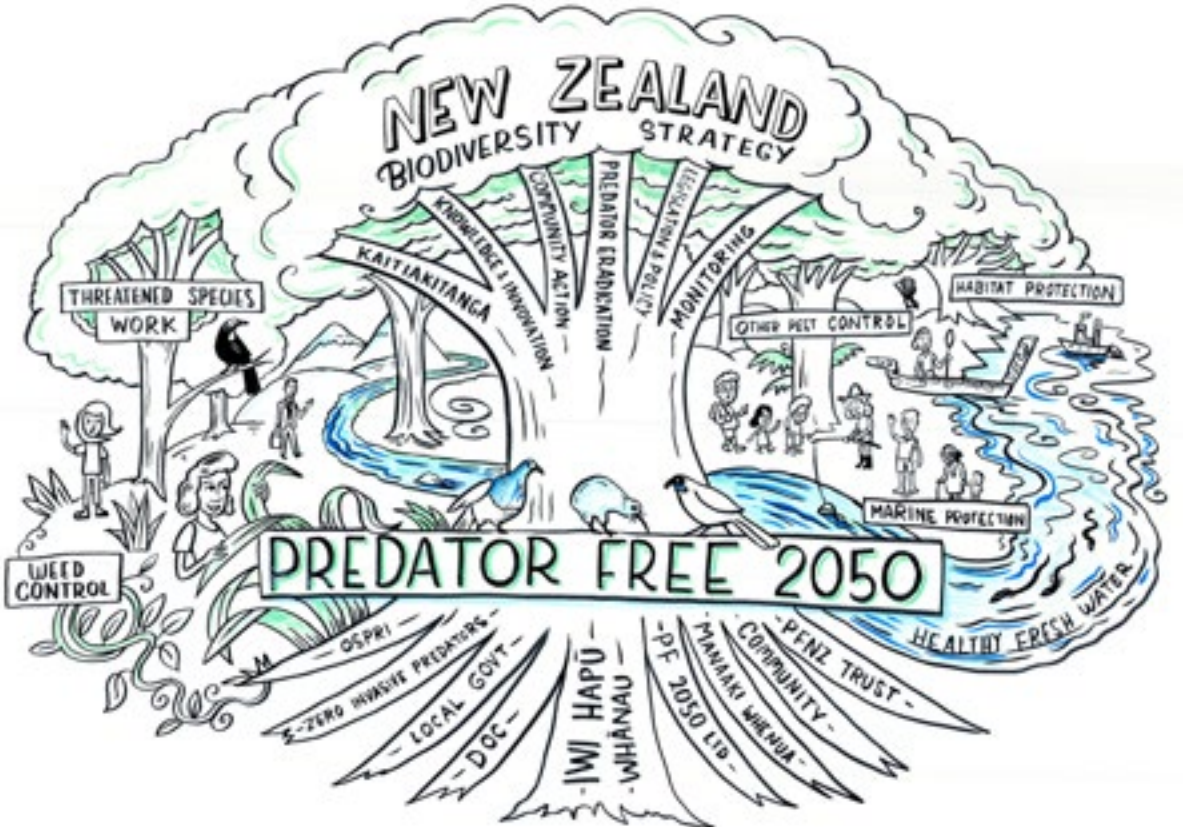 NEW ZEALAND
BIODIVERSITY STRATEGY
KAITIAKITANGA
KNOWLEDGE & INNOVATION
COMMUNITY ACTION
PREDATOR ERADICATION
LEGISLATION & POLICY
MONITORING
THREATENED SPECIES
WORK
OTHER PEST CONTROL
HABITAT PROTECTION
MARINE PROTECTION
WEED
CONTROL
PREDATOR FREE 2050
HEALTHY FRESH WATER
OSPRI
-ZERO INVASIVE PREDATORS-
-LOCAL GOVT-
-DOC-
-IWI HAPŪ-
WHĀNAU-
-PF 2050 LTD-
MANAAKI WHENUA-
COMMUNITY-
-PFNZ TRUST-